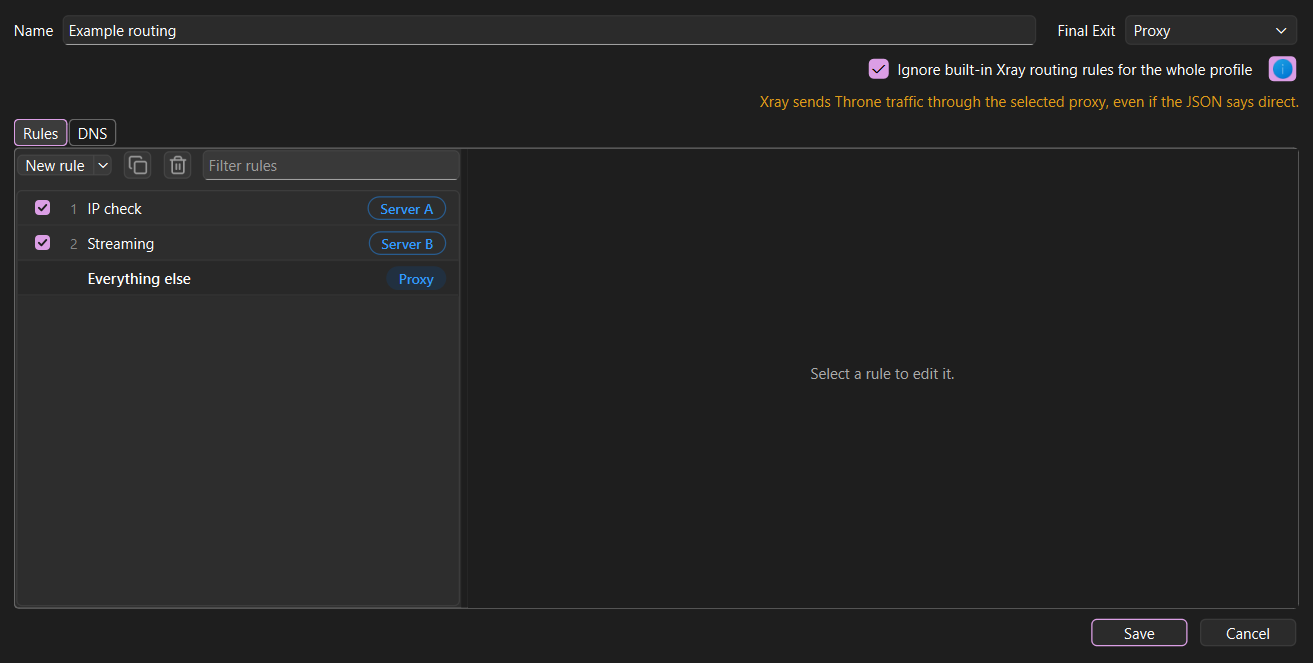 Name Example routing Final Exit Proxy
Ignore built-in Xray routing rules for the whole profile i
Xray sends Throne traffic through the selected proxy, even if the JSON says direct.
Rules DNS
New rule Filter rules
1 IP check Server A
2 Streaming Server B
Everything else Proxy
Select a rule to edit it.
Save Cancel